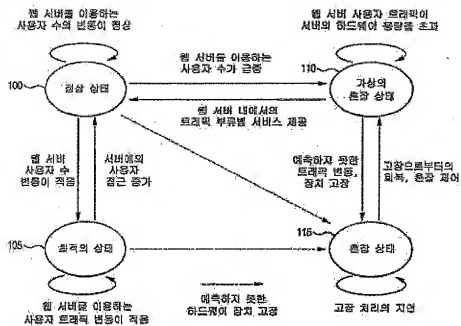 웹 서버를 이용하는
사용자 수의 변동이 정상
웹 서버 사용자 트래픽이
서버의 하드웨어 용량을 초과
100
정상 상태
웹 서버를 이용하는
사용자 수가 급증
110
가상의
혼잡 상태
웹 서버 내에서의
트래픽 부류별 서비스 제공
웹 서버
사용자 수
변동이 적음
서버에의
사용자
접근 증가
예측하지 못한
트래픽 변동,
장치 고장
고장으로부터의
회복, 혼잡 제어
105
최적의 상태
115
혼잡 상태
웹 서버를 이용하는
사용자 트래픽 변동이 적음
예측하지 못한
하드웨어 장치 고장
고장 처리의 지연